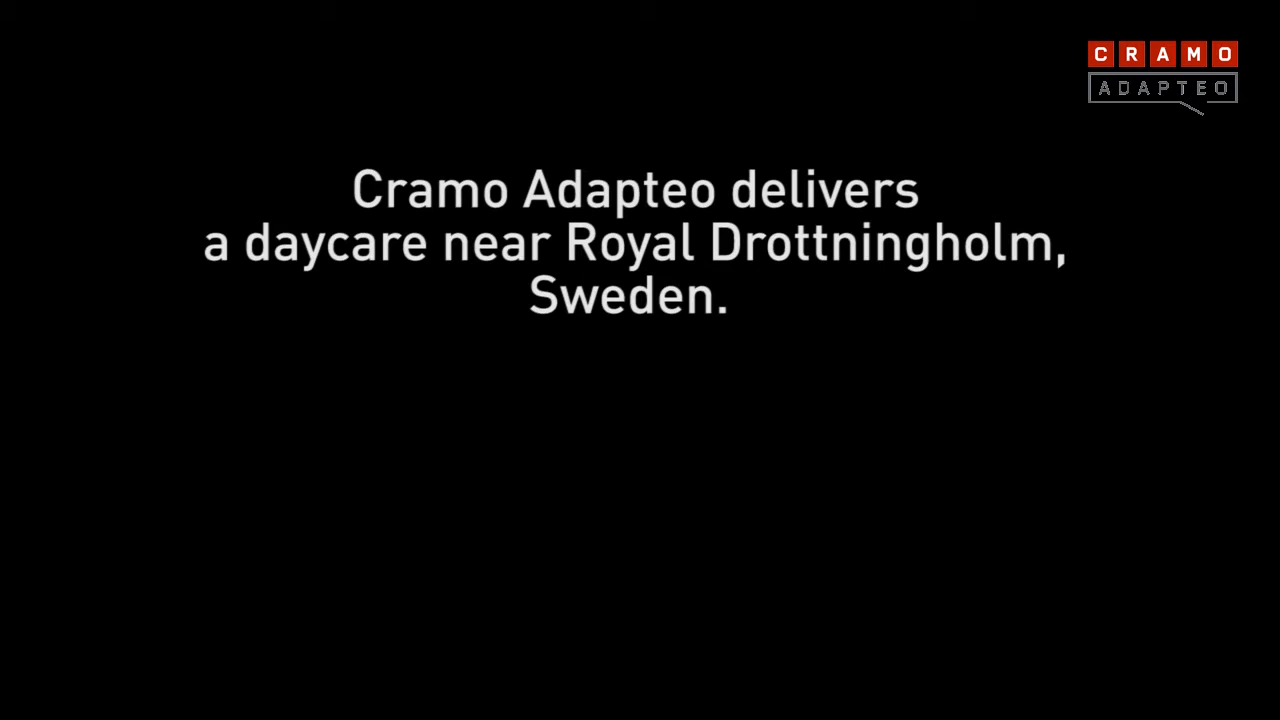 CRAMO
ADAPTEO
Cramo Adapteo delivers
a daycare near Royal Drottningholm,
Sweden.